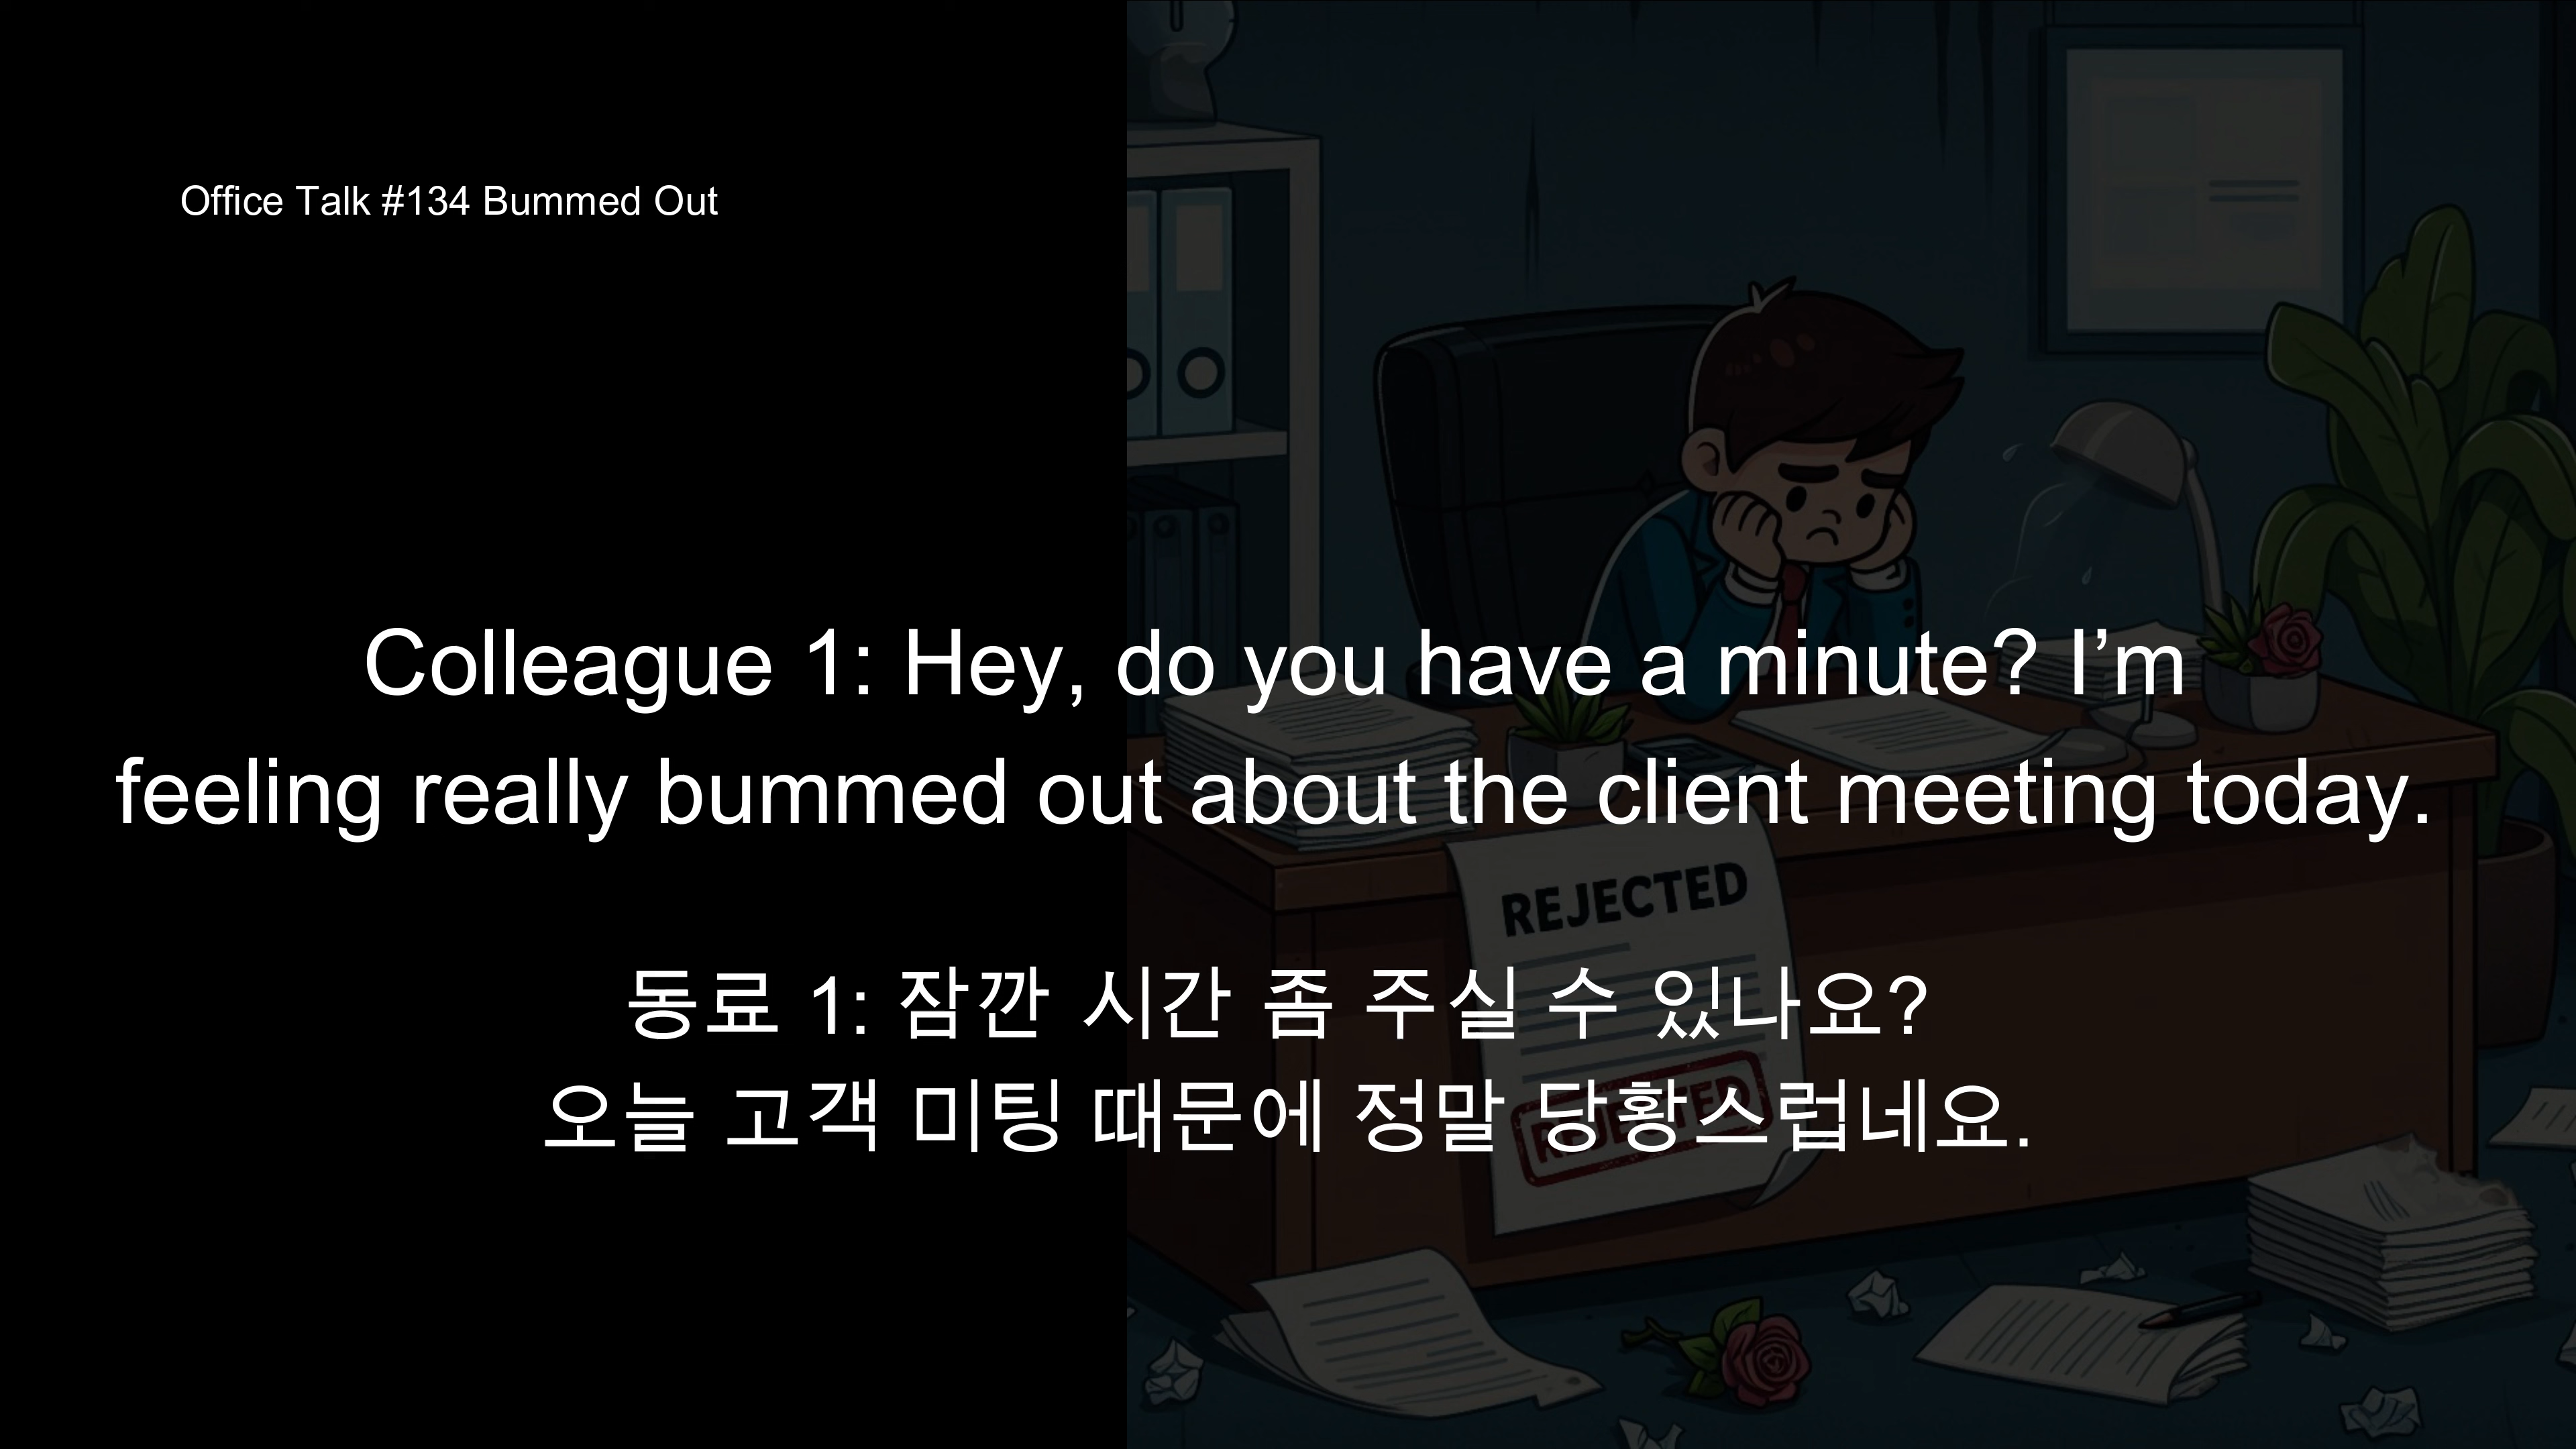 Office Talk #134 Bummed Out
Colleague 1: Hey, do you have a minute? I’m
feeling really bummed out about the client meeting today.
REJECTED
동료 1: 잠깐 시간 좀 주실 수 있나요?
오늘 고객 미팅 때문에 정말 당황스럽네요.
REJECTED